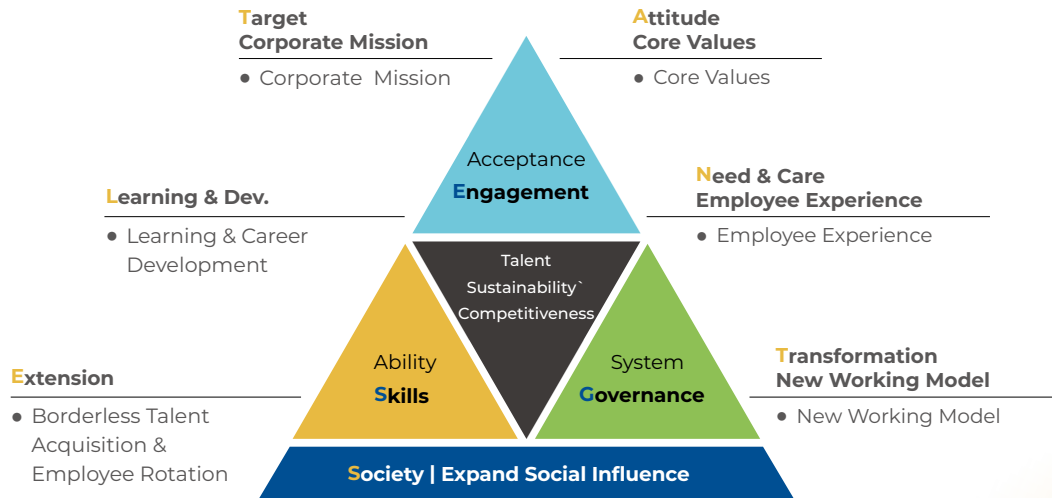 Target
Corporate Mission
● Corporate Mission
Attitude
Core Values
● Core Values
Acceptance
Engagement
Learning & Dev.
● Learning & Career
Development
Need & Care
Employee Experience
● Employee Experience
Talent
Sustainability`
Competitiveness
Ability
Skills
System
Governance
Extension
● Borderless Talent
Acquisition &
Employee Rotation
Transformation
New Working Model
● New Working Model
Society | Expand Social Influence